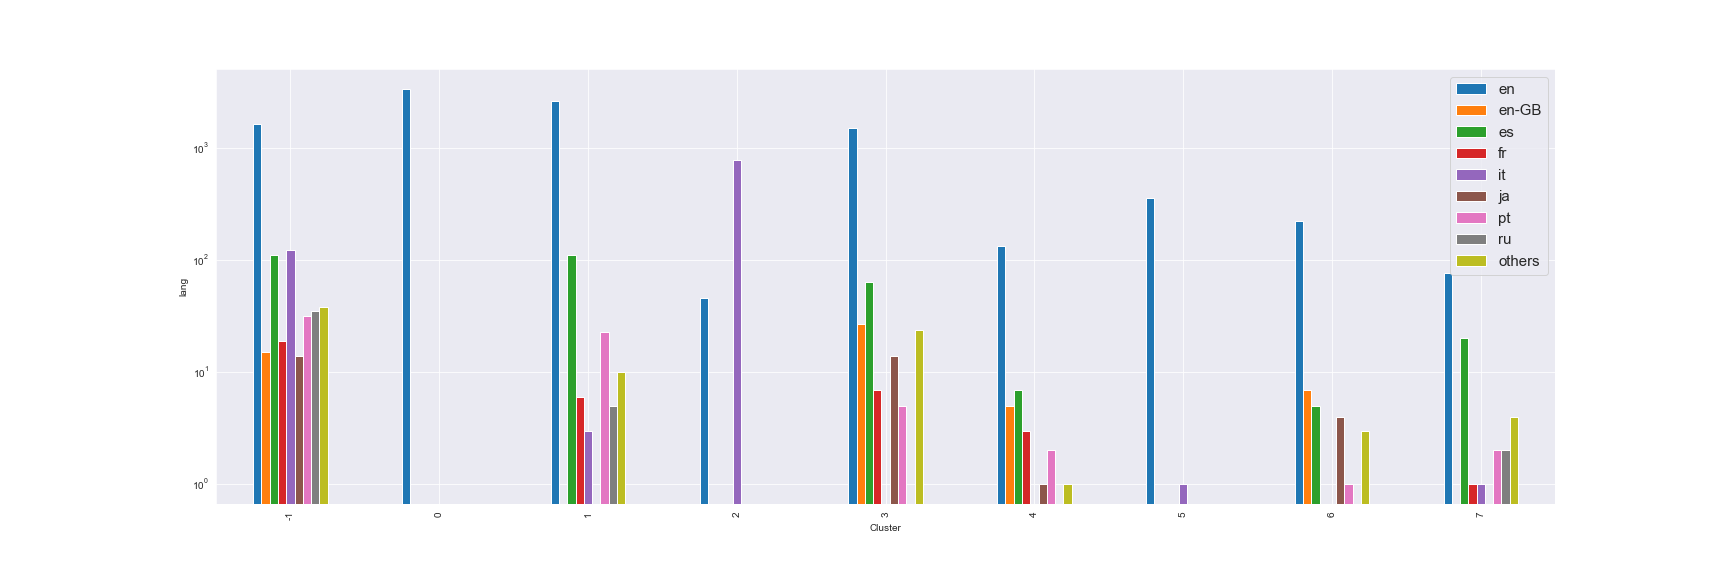 10³
10²
10¹
10⁰
lang
-1
0
1
2
3
4
5
6
7
Cluster
en
en-GB
es
fr
it
ja
pt
ru
others